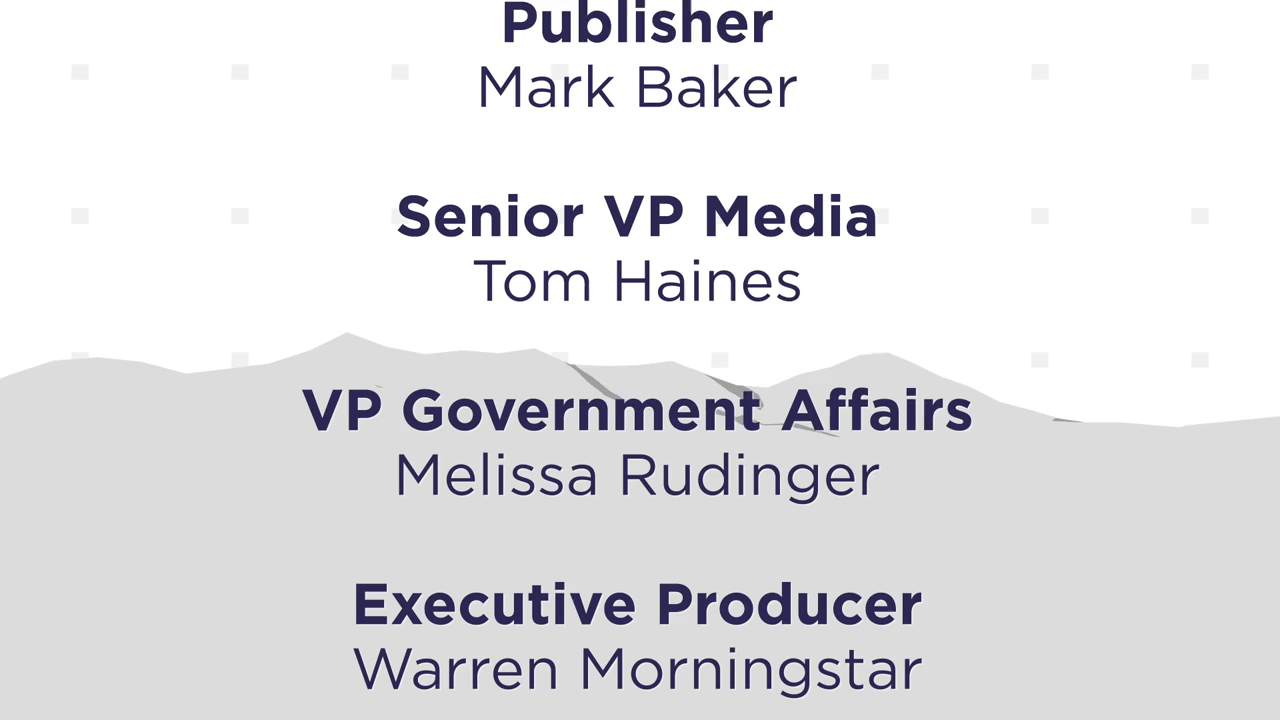 Publisher
Mark Baker
Senior VP Media
Tom Haines
VP Government Affairs
Melissa Rudinger
Executive Producer
Warren Morningstar